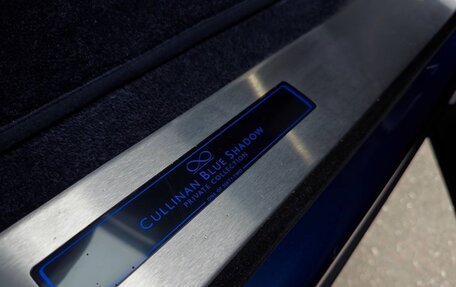 CULLINAN BLUE SHADOW
PRIVATE COLLECTION